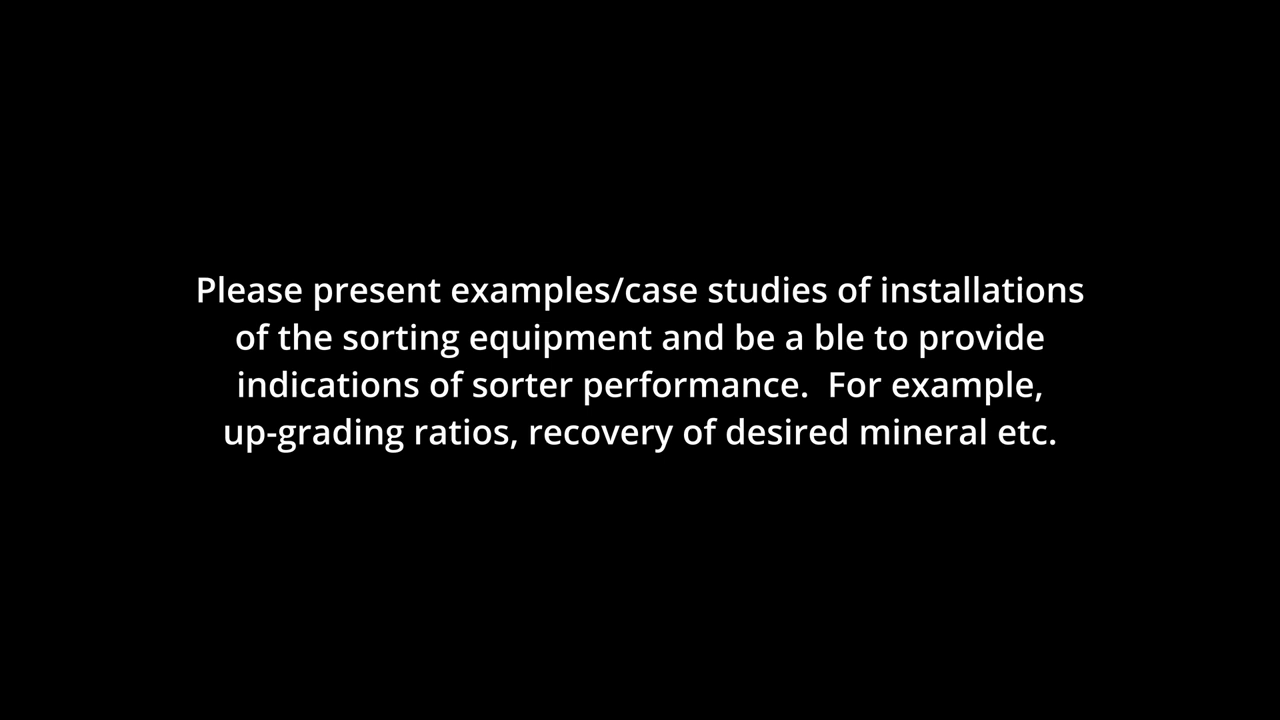 Please present examples/case studies of installations
of the sorting equipment and be a ble to provide
indications of sorter performance.  For example,
up-grading ratios, recovery of desired mineral etc.